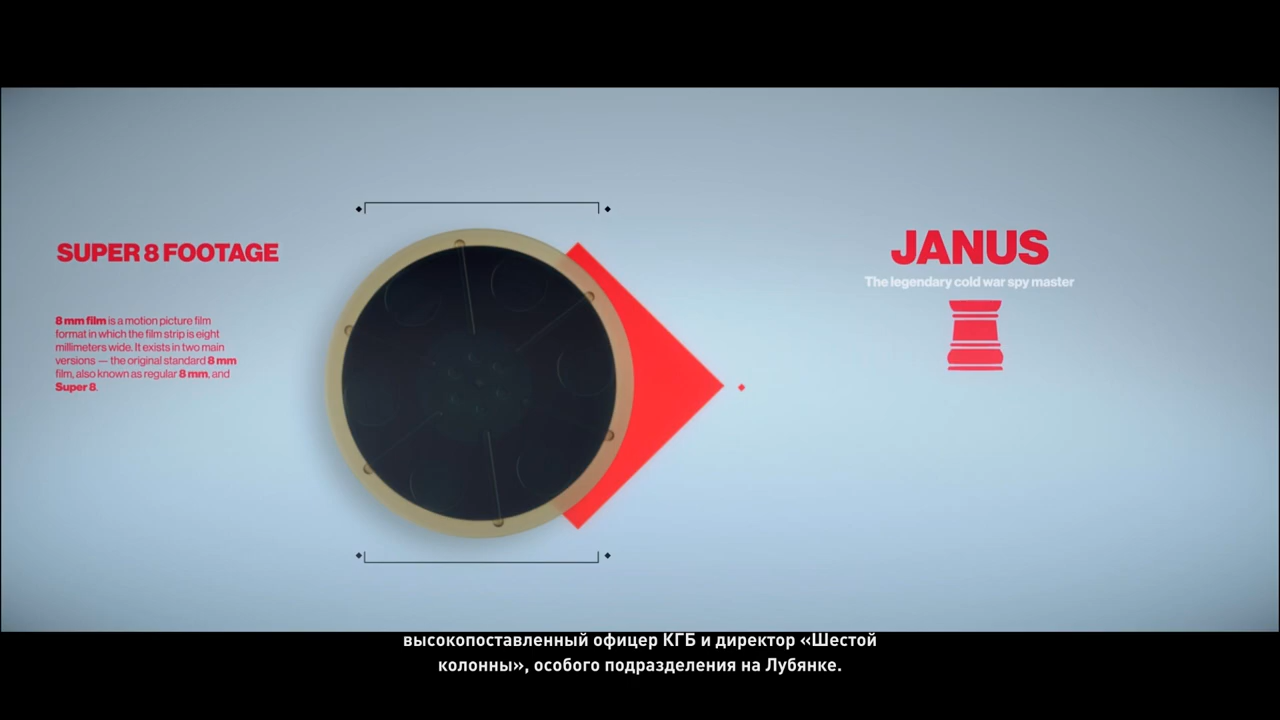 SUPER 8 FOOTAGE
8 mm film is a motion picture film
format in which the film strip is eight
millimeters wide. It exists in two main
versions — the original standard 8 mm
film, also known as regular 8 mm, and
Super 8.
JANUS
The legendary cold war spy master
высокопоставленный офицер КГБ и директор «Шестой
колонны», особого подразделения на Лубянке.